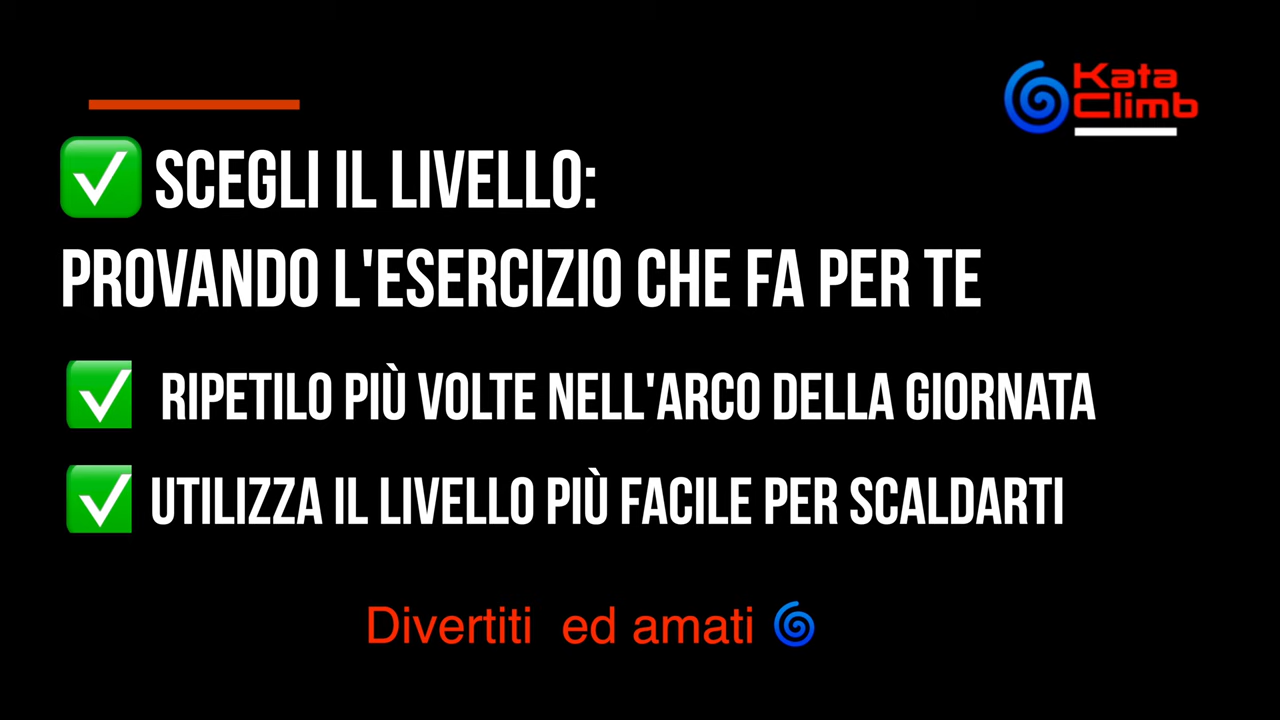 Kata
Climb
✅ SCEGLI IL LIVELLO:
PROVANDO L'ESERCIZIO CHE FA PER TE
✅ RIPETILO PIÙ VOLTE NELL'ARCO DELLA GIORNATA
✅ UTILIZZA IL LIVELLO PIÙ FACILE PER SCALDARTI
Divertiti ed amati 🌀